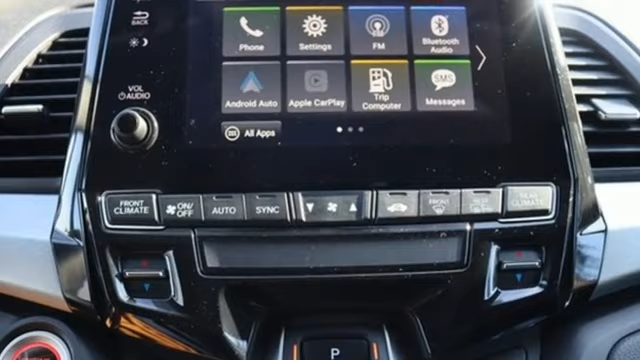 BACK
VOL
AUDIO
Phone
Settings
FM
Bluetooth
Audio
Android Auto
Apple CarPlay
Trip
Computer
SMS
Messages
All Apps
FRONT
CLIMATE
ON/
OFF
AUTO
SYNC
FRONT
REAR
REAR
CLIMATE
P